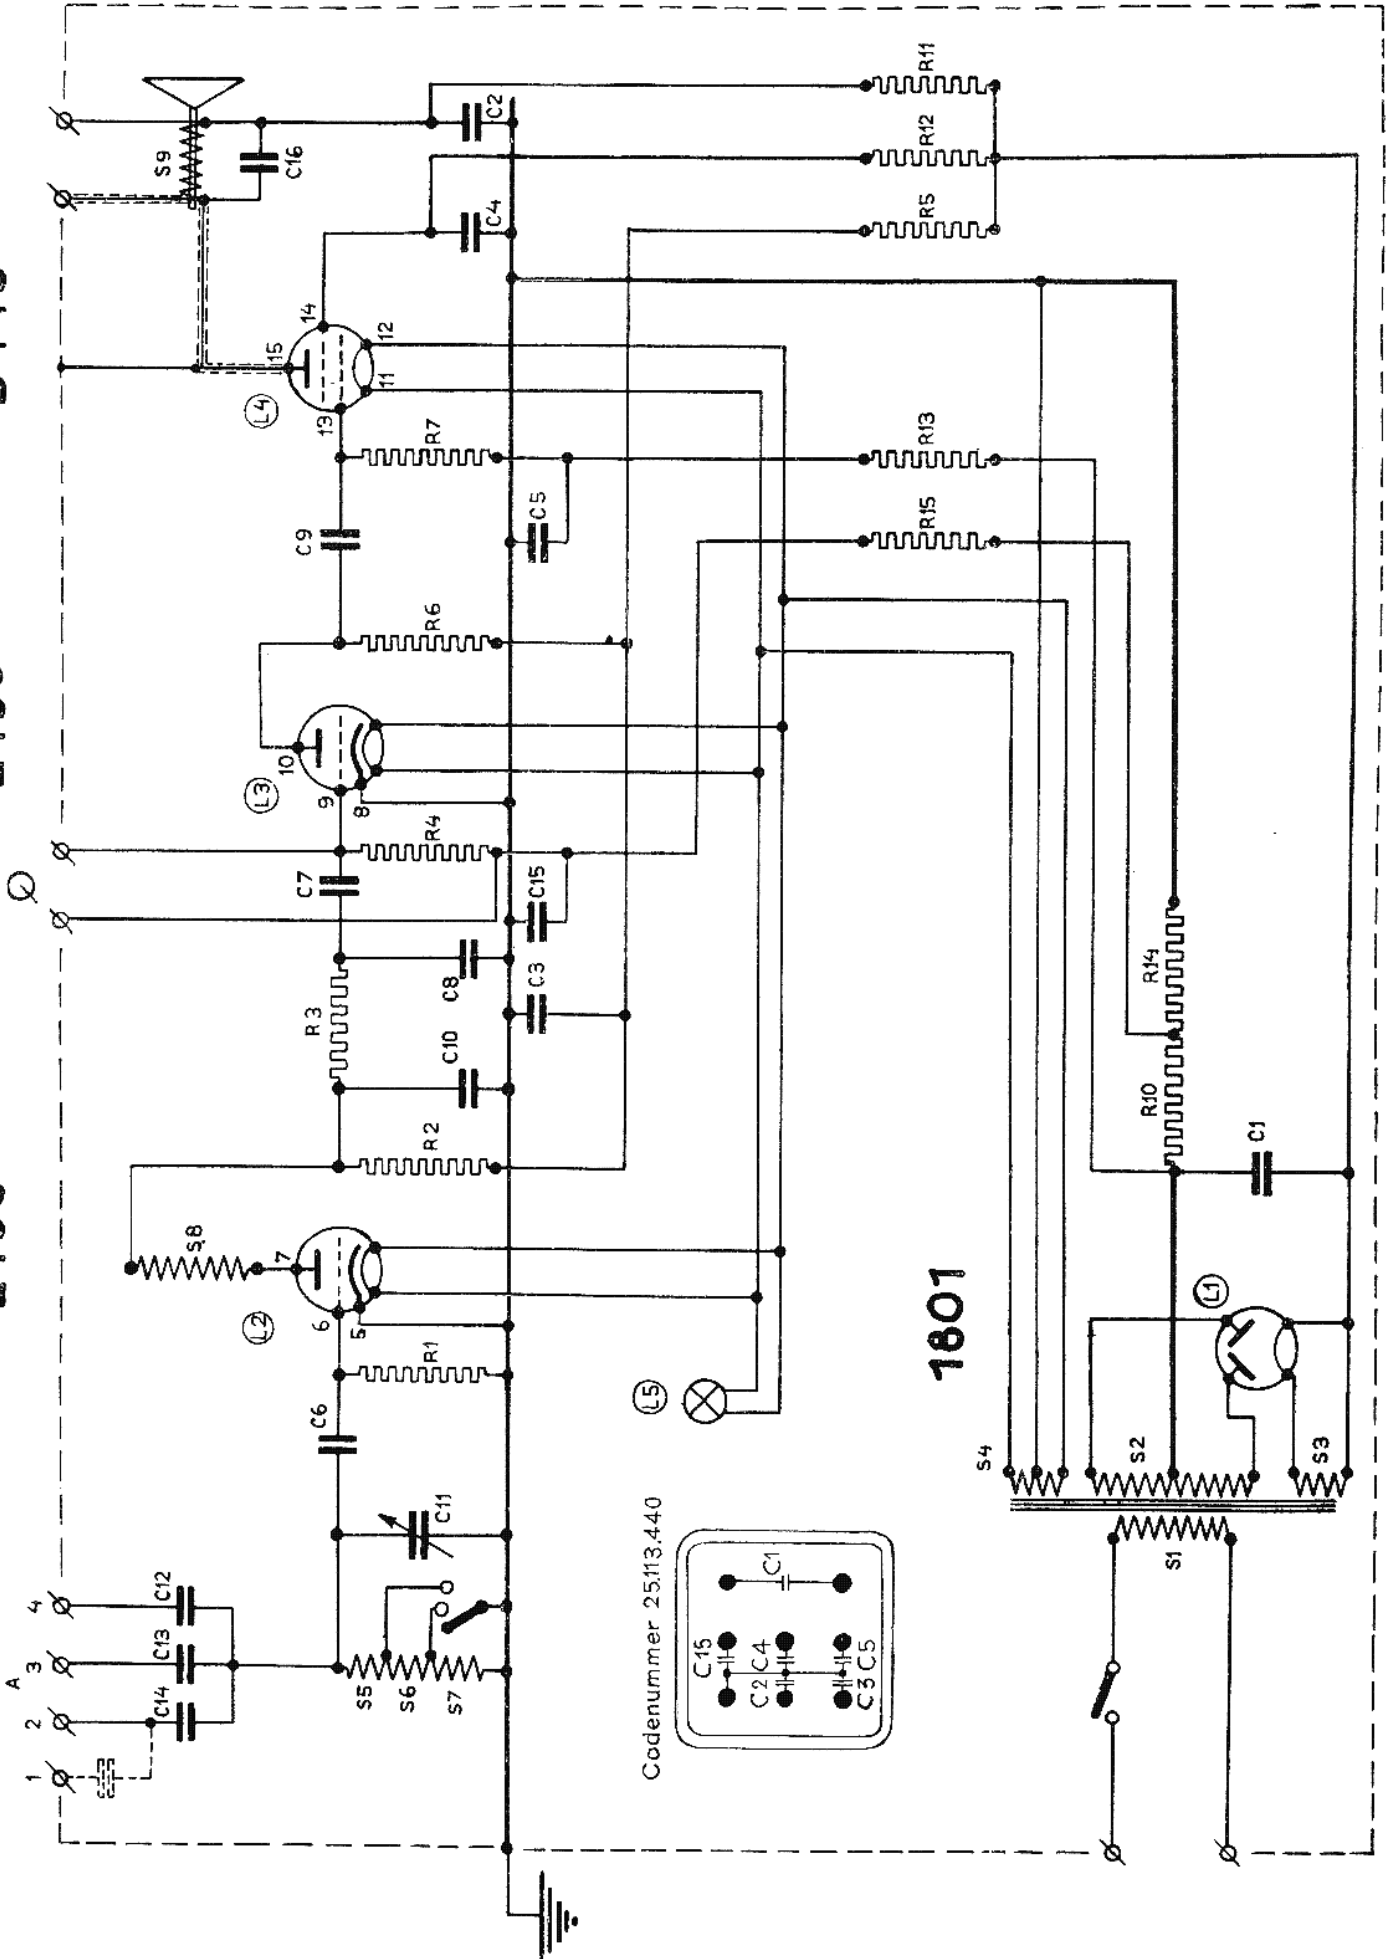 A
1 2 3 4
C14 C13 C12
S5
S6
S7
C11
C6
R1
L2
6
5
7
S8
R2
C10
R3
C8
C3
C15
C7
R4
L3
9
8
10
R6
C9
C5
R7
L4
13
15
14
11
12
S9
C16
C2
C4
R11
R12
R5
R13
R15
L5
Codenummer 25.113.440
C15
C2 C4
C3 C5
C1
1801
S4
S2
S3
S1
L1
C1
R10
R14